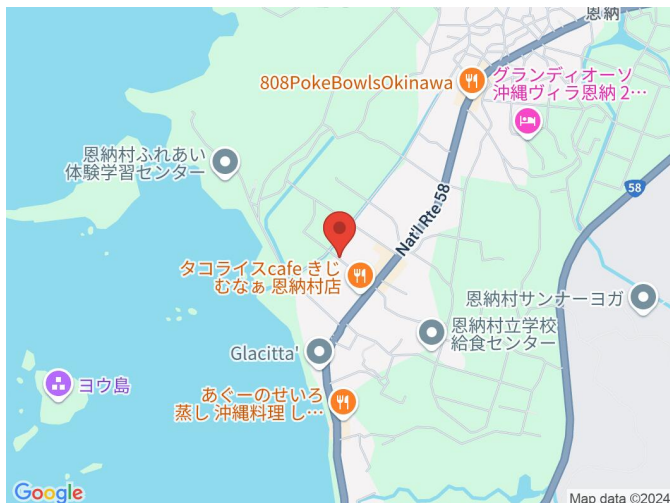 恩納
808PokeBowlsOkinawa
グランディオーソ
沖縄ヴィラ恩納 2...
恩納村ふれあい
体験学習センター
58
Nat'l Rte 58
タコライスcafe きじ
むなぁ 恩納村店
恩納村サンナーヨガ
恩納村立学校
給食センター
Glacitta'
ヨウ島
あぐーのせいろ
蒸し 沖縄料理 し...
Google
Map data ©2024